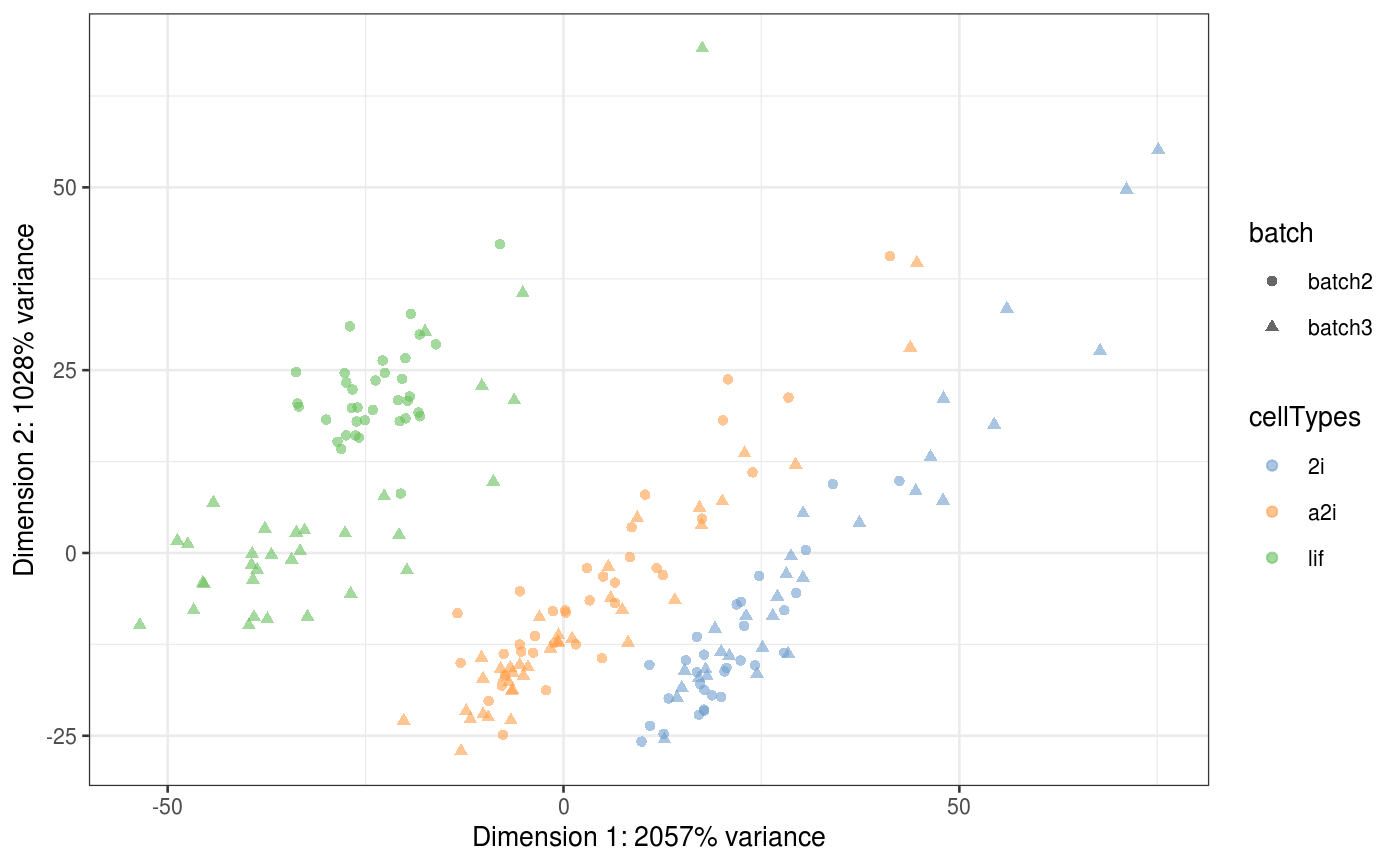 50
25
0
-25
-50
0
50
Dimension 2: 1028% variance
Dimension 1: 2057% variance
batch
batch2
batch3
cellTypes
2i
a2i
lif